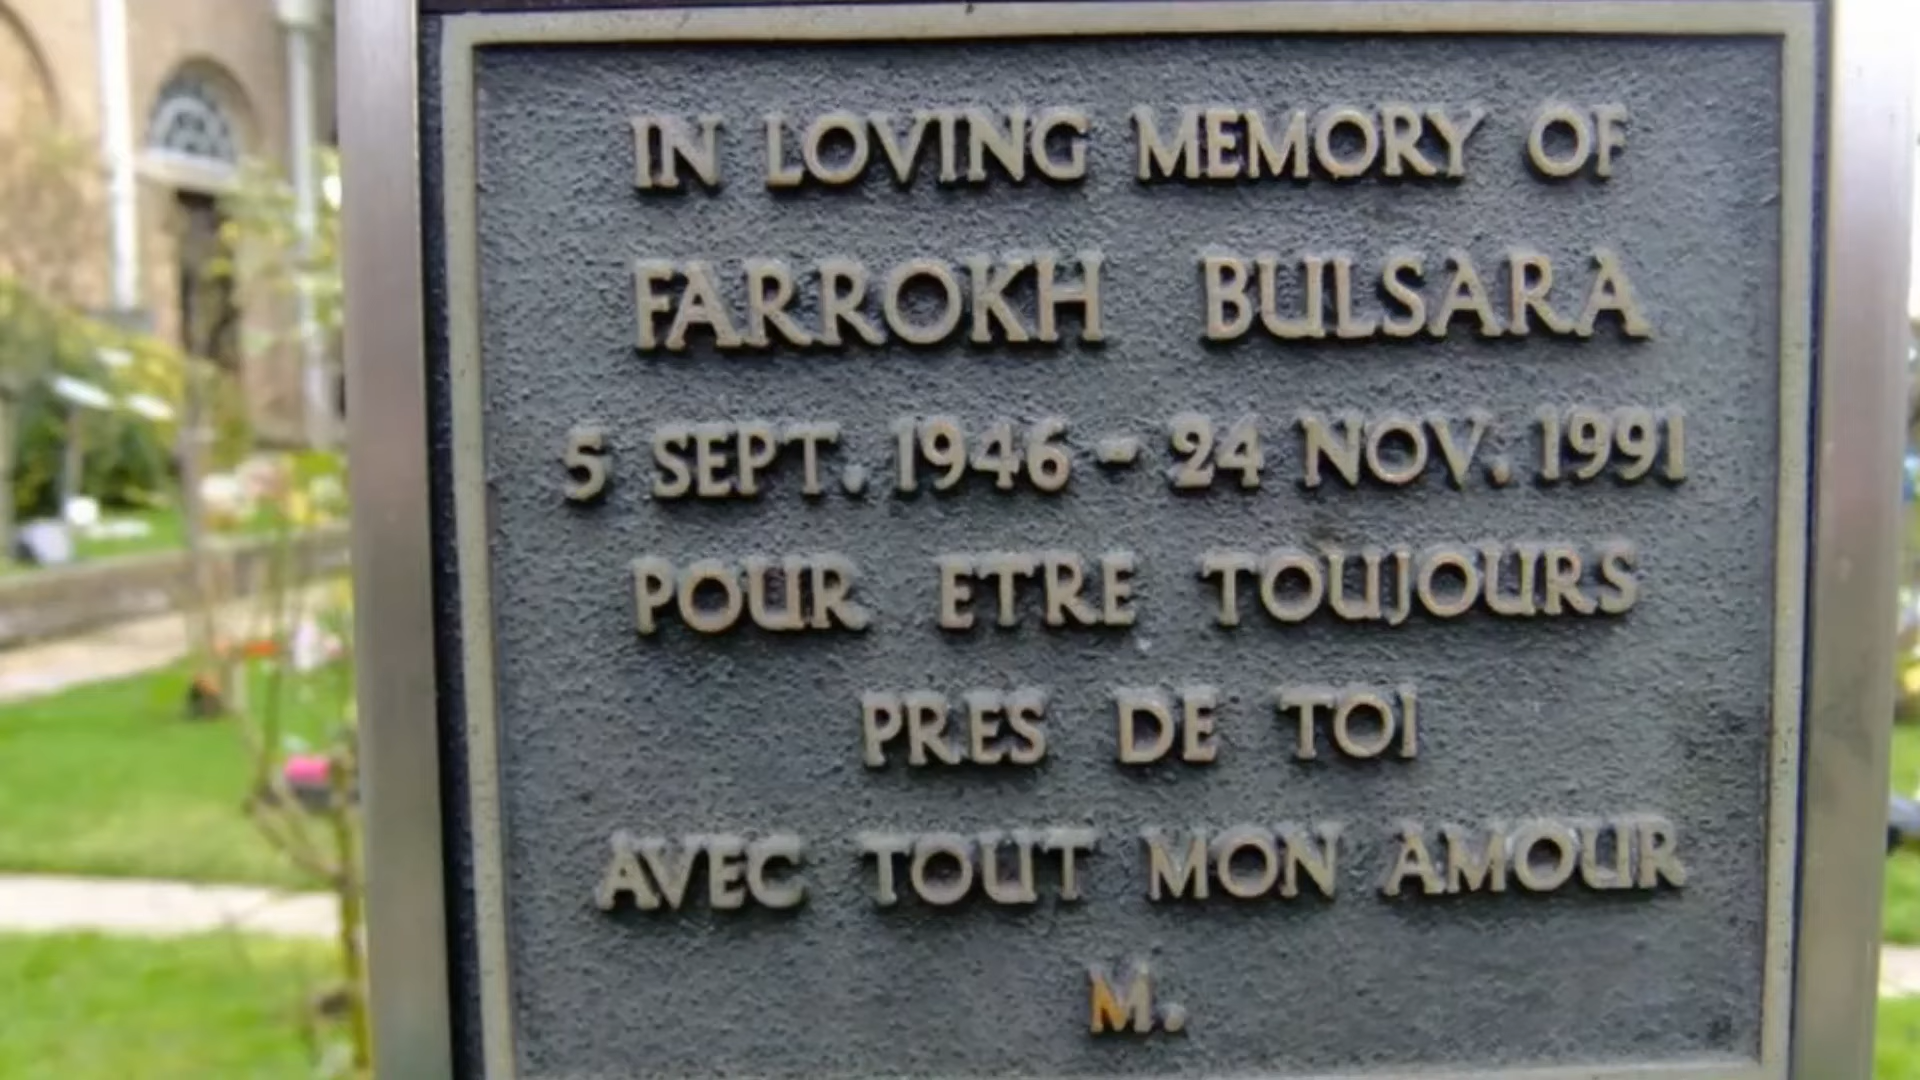 IN LOVING MEMORY OF
FARROKH BULSARA
5 SEPT. 1946 - 24 NOV. 1991
POUR ETRE TOUJOURS
PRES DE TOI
AVEC TOUT MON AMOUR
M.